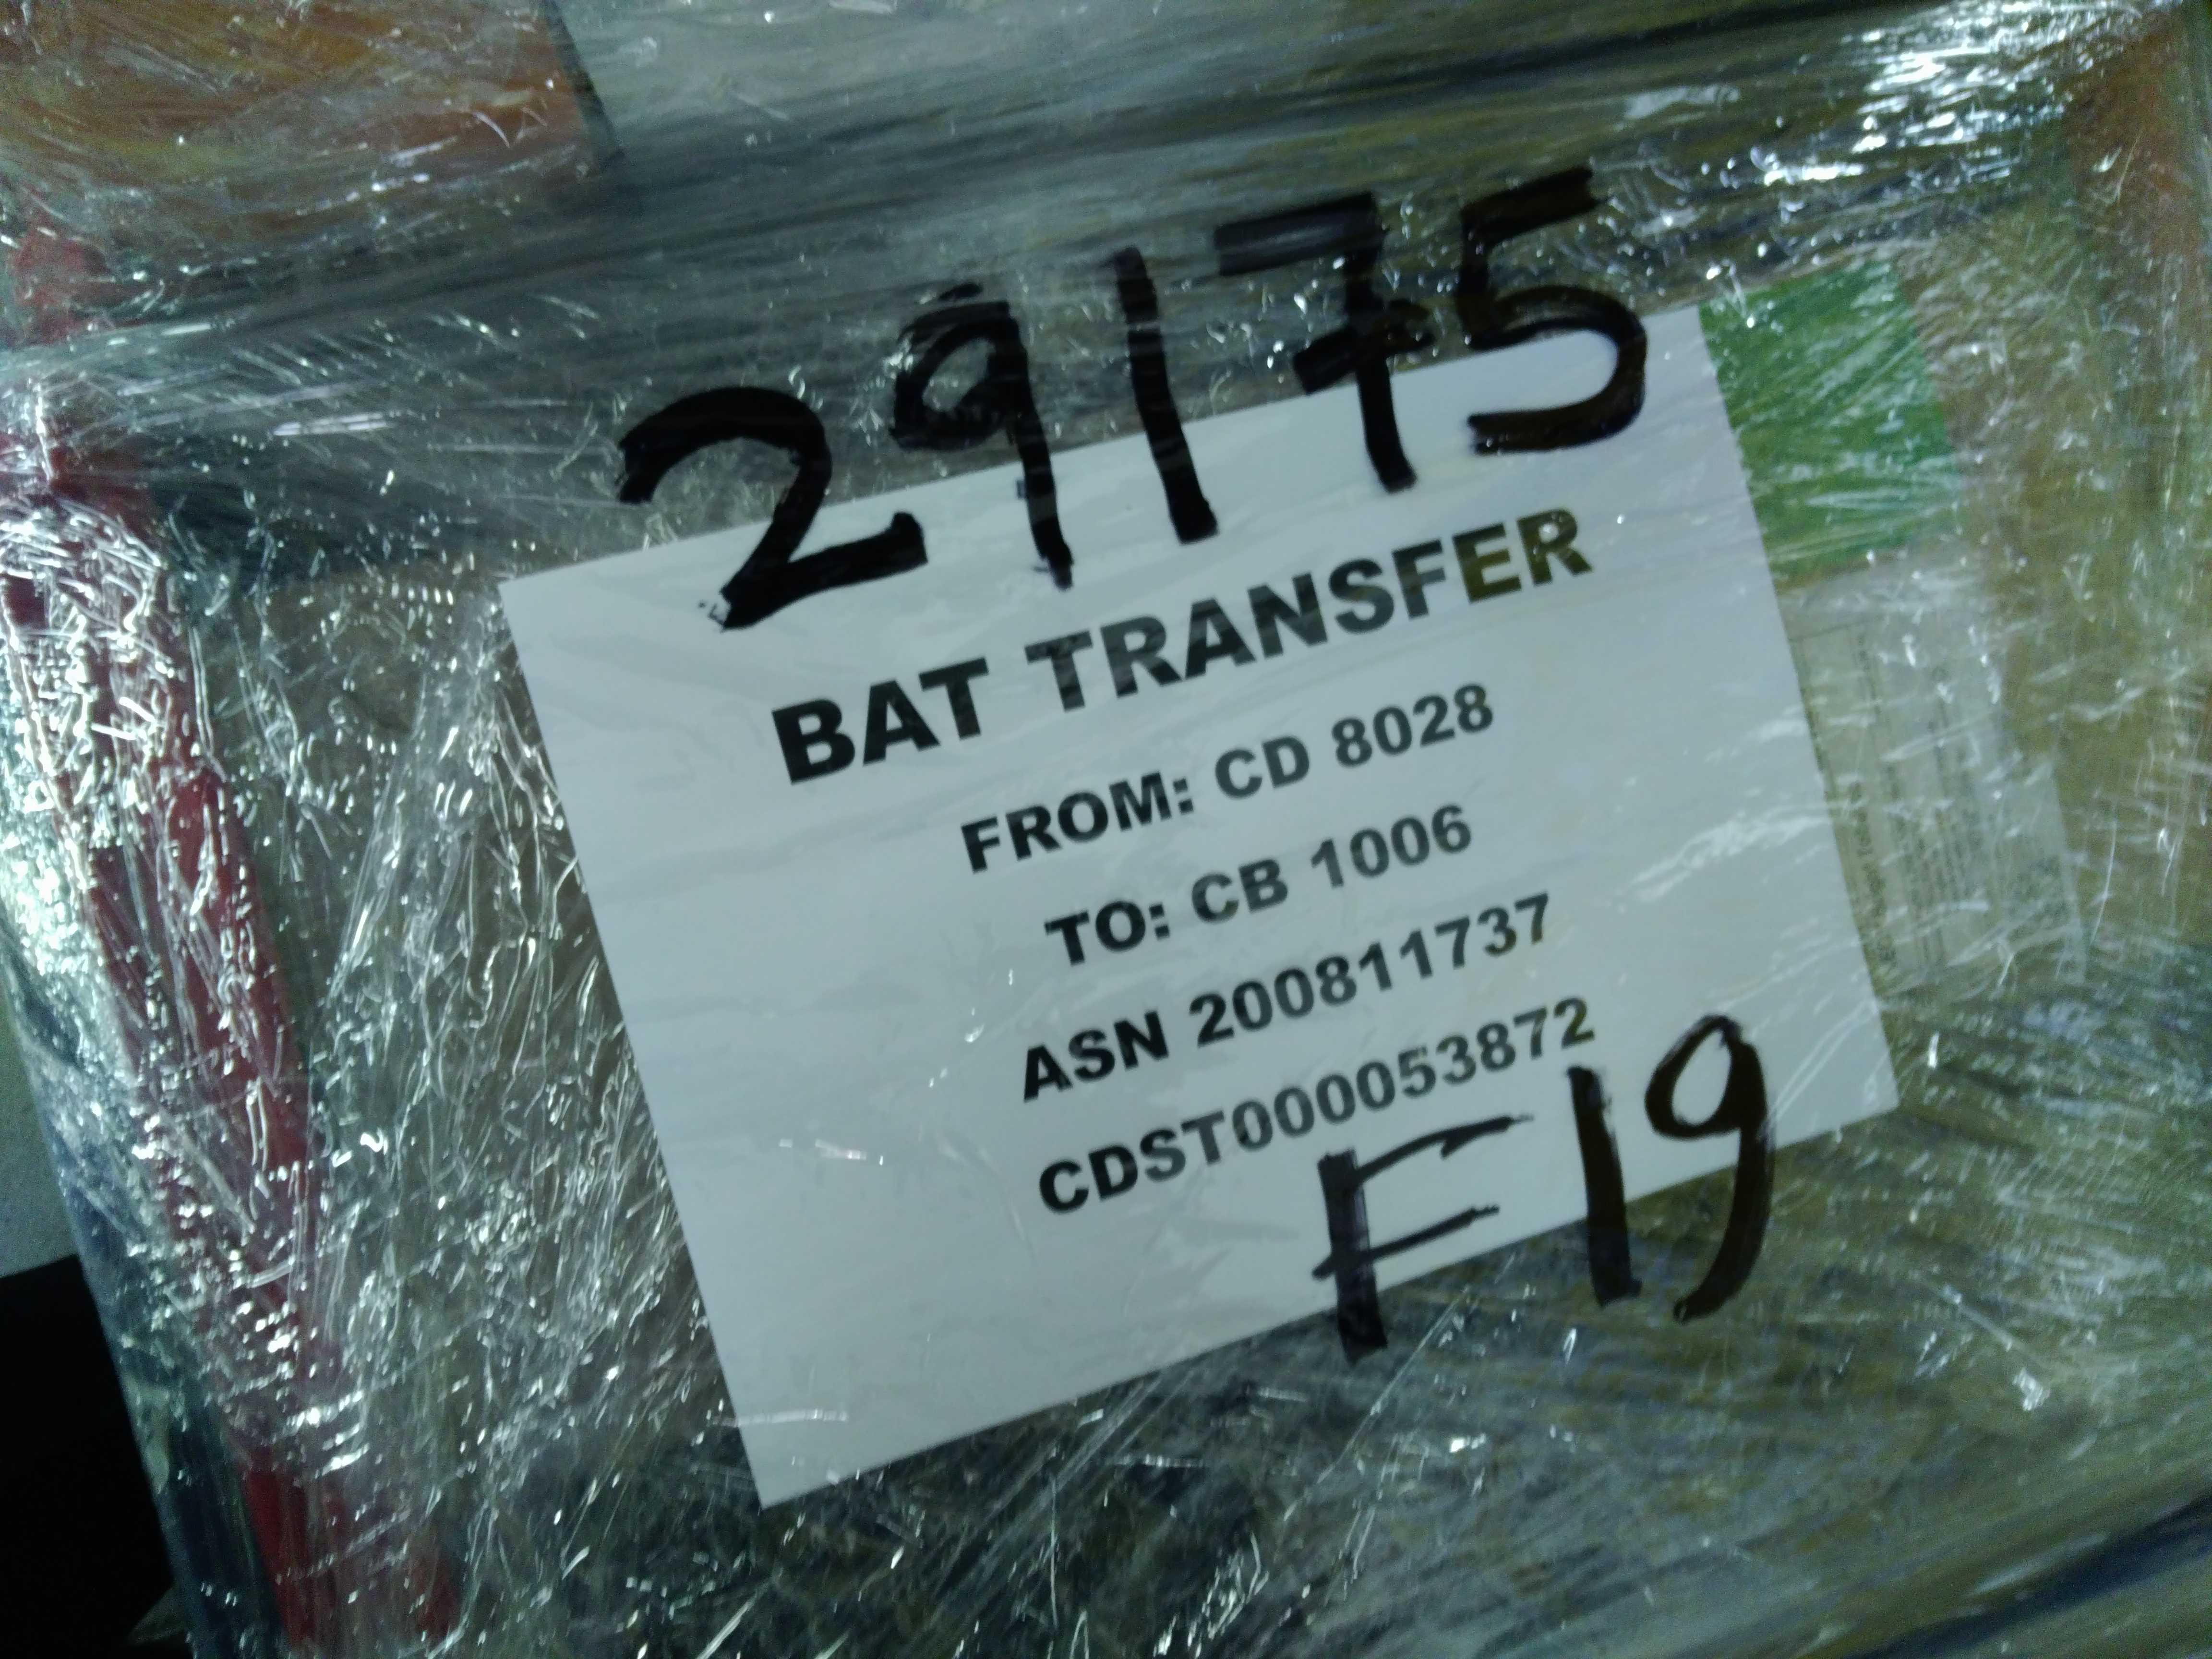 29175
BAT TRANSFER
FROM: CD 8028
TO: CB 1006
ASN 200811737
CDST000053872
F19